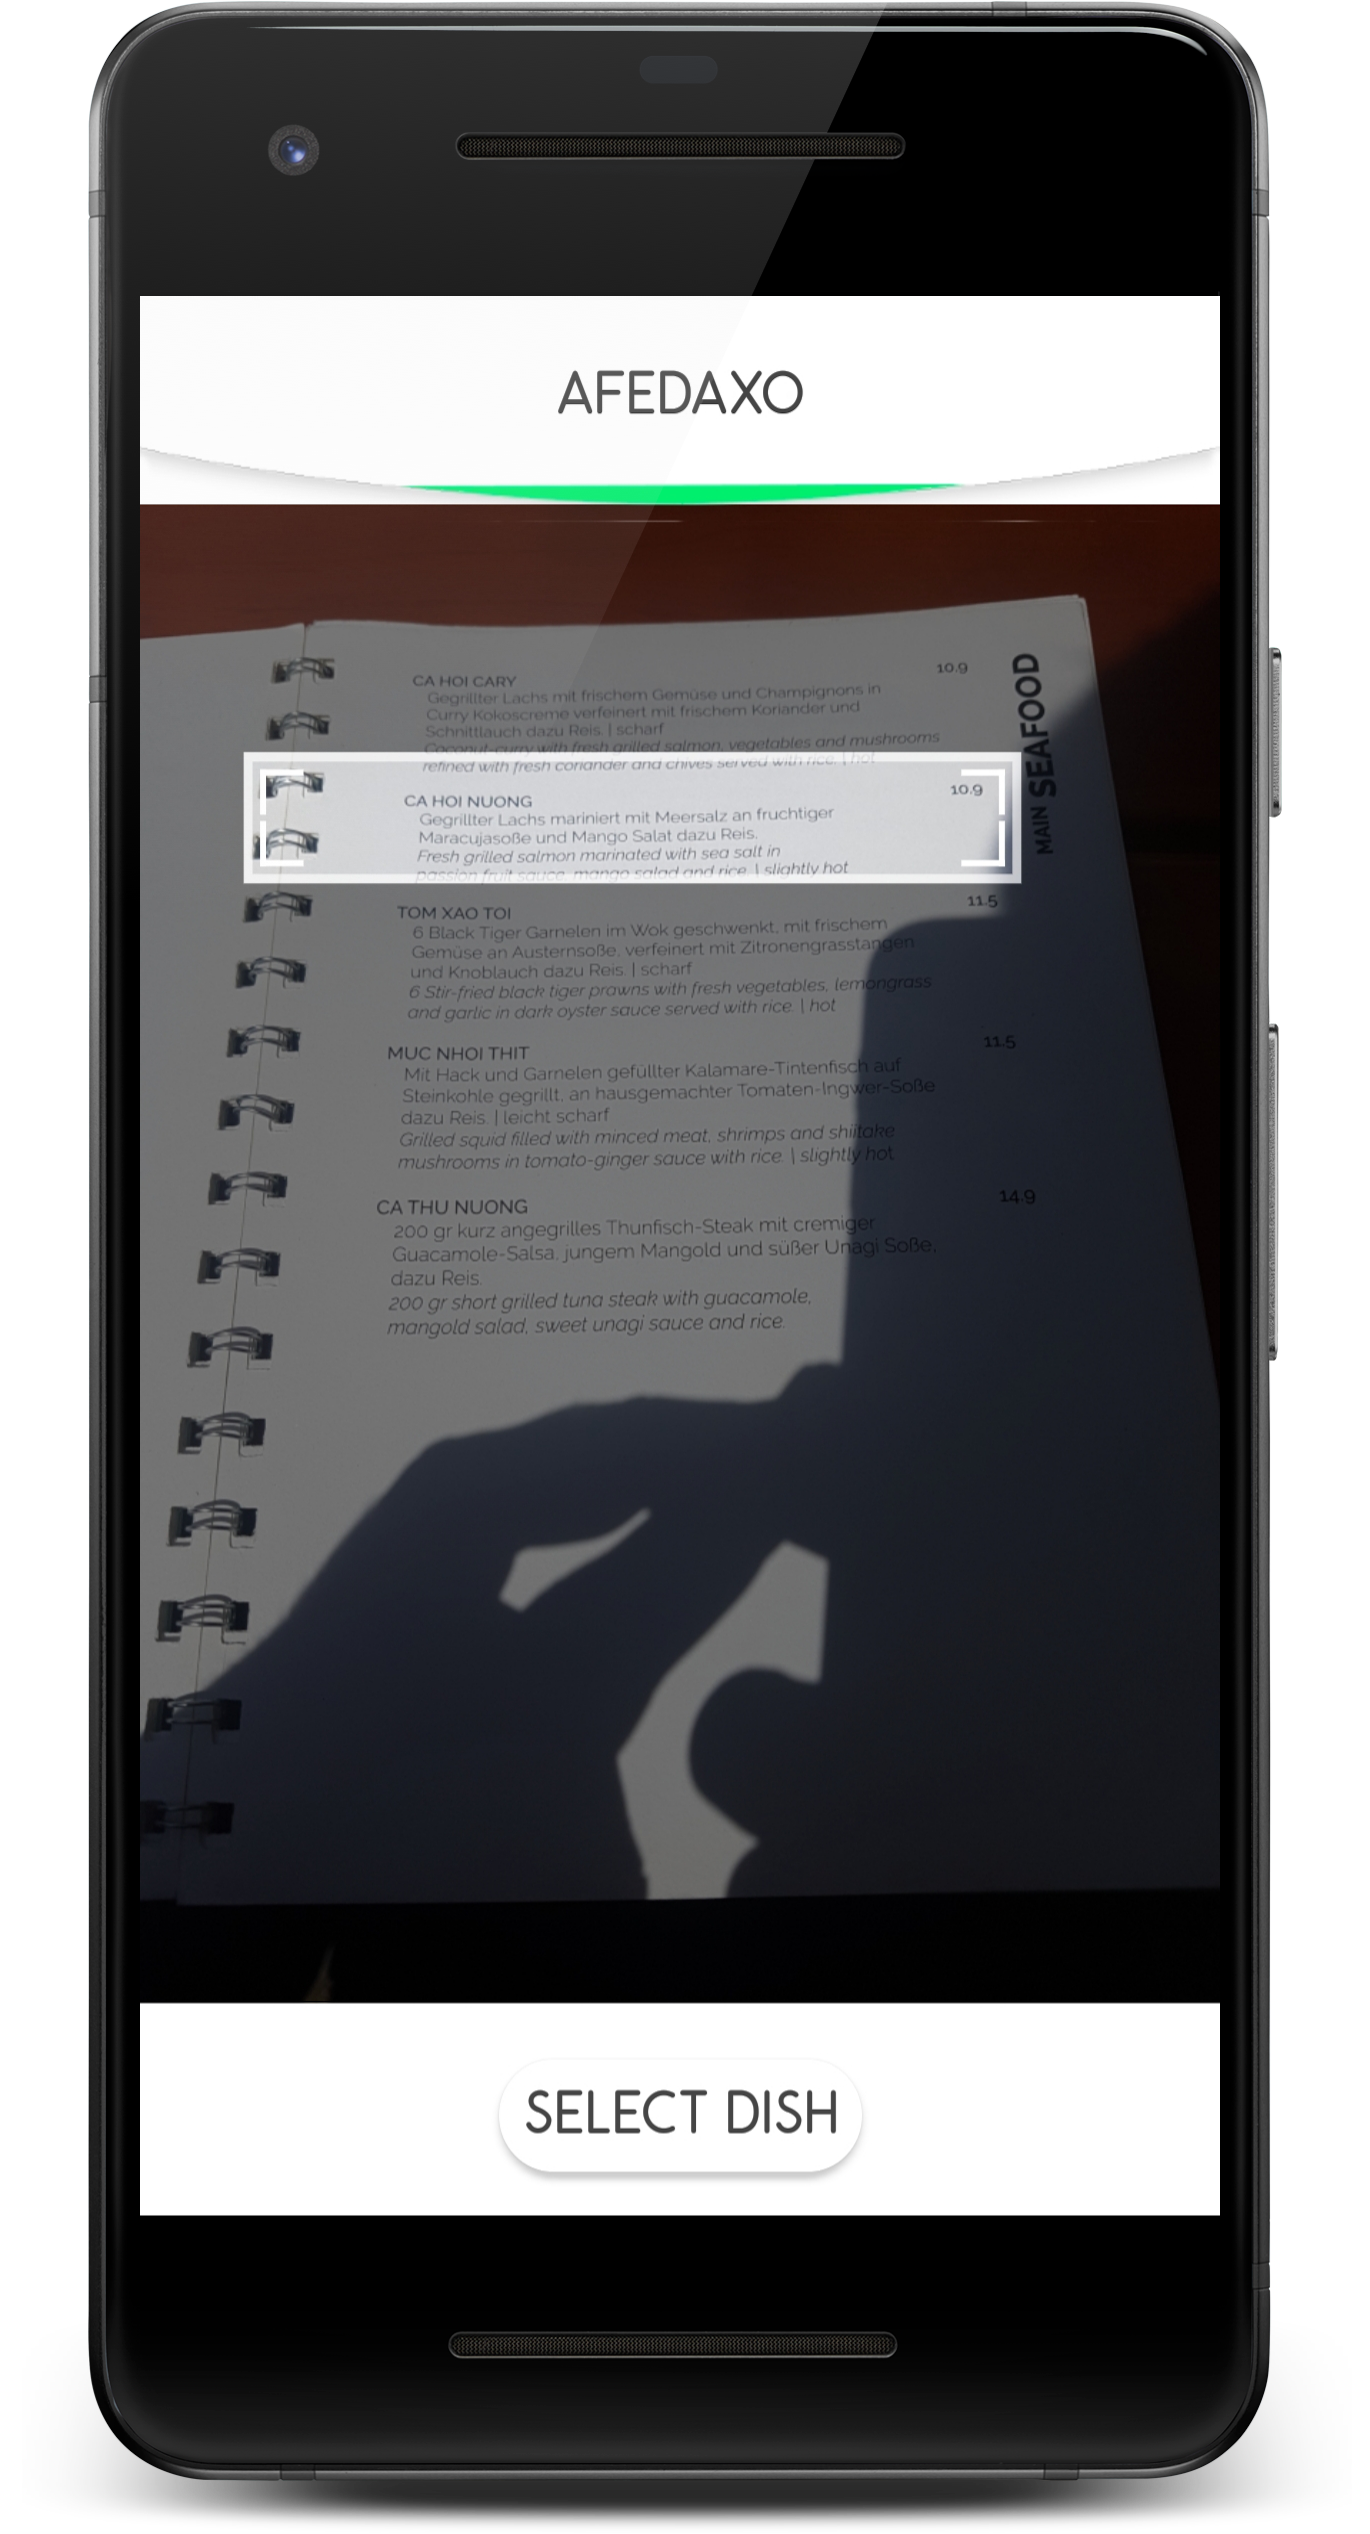 AFEDAXO
CA HOI CARY 10.9
Gegrillter Lachs mit frischem Gemüse und Champignons in
Curry Kokoscreme verfeinert mit frischem Koriander und
Schnittlauch dazu Reis. | scharf
Coconut-curry with fresh grilled salmon, vegetables and mushrooms
refined with fresh coriander and chives served with rice. | hot
MAIN SEAFOOD
CA HOI NUONG 10.9
Gegrillter Lachs mariniert mit Meersalz an fruchtiger
Maracujasoße und Mango Salat dazu Reis.
Fresh grilled salmon marinated with sea salt in
passion fruit sauce, mango salad and rice. | slightly hot
TOM XAO TOI 11.5
6 Black Tiger Garnelen im Wok geschwenkt, mit frischem
Gemüse an Austernsoße, verfeinert mit Zitronengrasstangen
und Knoblauch dazu Reis. | scharf
6 Stir-fried black tiger prawns with fresh vegetables, lemongrass
and garlic in dark oyster sauce served with rice. | hot
MUC NHOI THIT 11.5
Mit Hack und Garnelen gefüllter Kalamare-Tintenfisch auf
Steinkohle gegrillt, an hausgemachter Tomaten-Ingwer-Soße
dazu Reis. | leicht scharf
Grilled squid filled with minced meat, shrimps and shiitake
mushrooms in tomato-ginger sauce with rice. | slightly hot
CA THU NUONG 14.9
200 gr kurz angegrilles Thunfisch-Steak mit cremiger
Guacamole-Salsa, jungem Mangold und süßer Unagi Soße,
dazu Reis.
200 gr short grilled tuna steak with guacamole,
mangold salad, sweet unagi sauce and rice.
SELECT DISH